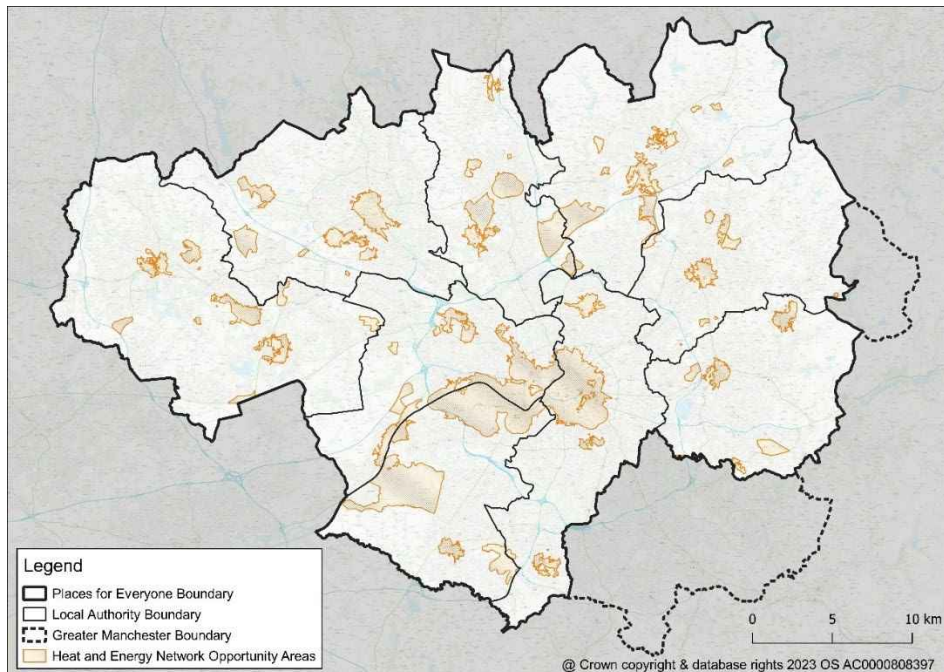 Legend
Places for Everyone Boundary
Local Authority Boundary
Greater Manchester Boundary
Heat and Energy Network Opportunity Areas
0 5 10 km
@ Crown copyright & database rights 2023 OS AC0000808397